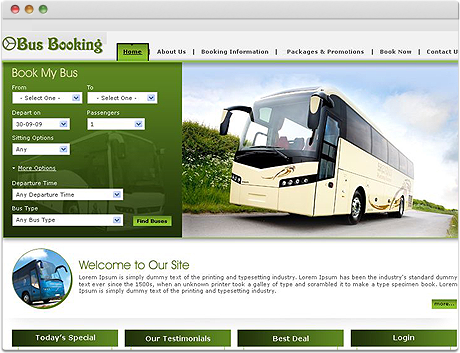 Bus Booking
Home | About Us | Booking Information | Packages & Promotions | Book Now | Contact U
Book My Bus
From To
- Select One - - Select One -
Depart on Passengers
30-09-09 1
Sitting Options
Any
More Options
Departure Time
Any Departure Time
Bus Type
Any Bus Type Find Buses
Welcome to Our Site
Lorem Ipsum is simply dummy text of the printing and typesetting industry. Lorem Ipsum has been the industry's standard dummy
text ever since the 1500s, when an unknown printer took a galley of type and scrambled it to make a type specimen book. Lorem
Ipsum is simply dummy text of the printing and typesetting industry.
more...
Today's Special Our Testimonials Best Deal Login